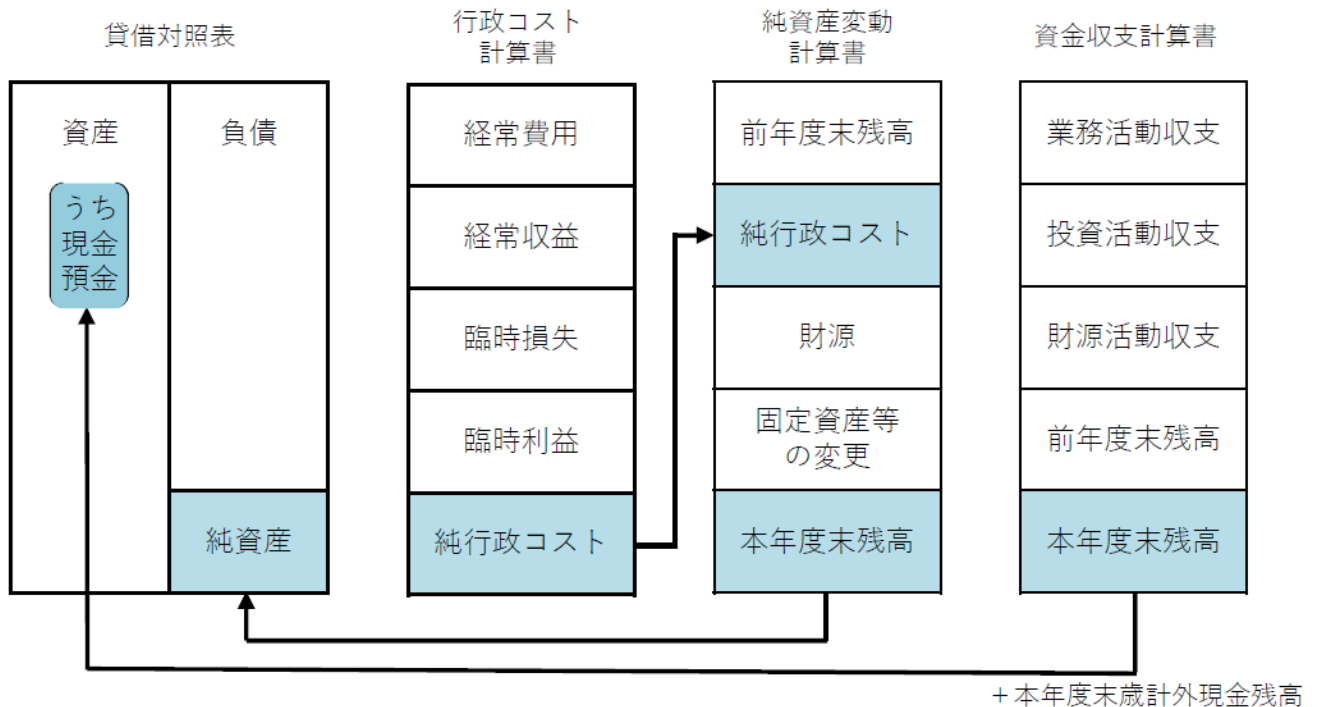 貸借対照表
資産
負債
うち
現金
預金
純資産
行政コスト
計算書
経常費用
経常収益
臨時損失
臨時利益
純行政コスト
純資産変動
計算書
前年度末残高
純行政コスト
財源
固定資産等
の変更
本年度末残高
資金収支計算書
業務活動収支
投資活動収支
財源活動収支
前年度末残高
本年度末残高
+本年度末歳計外現金残高